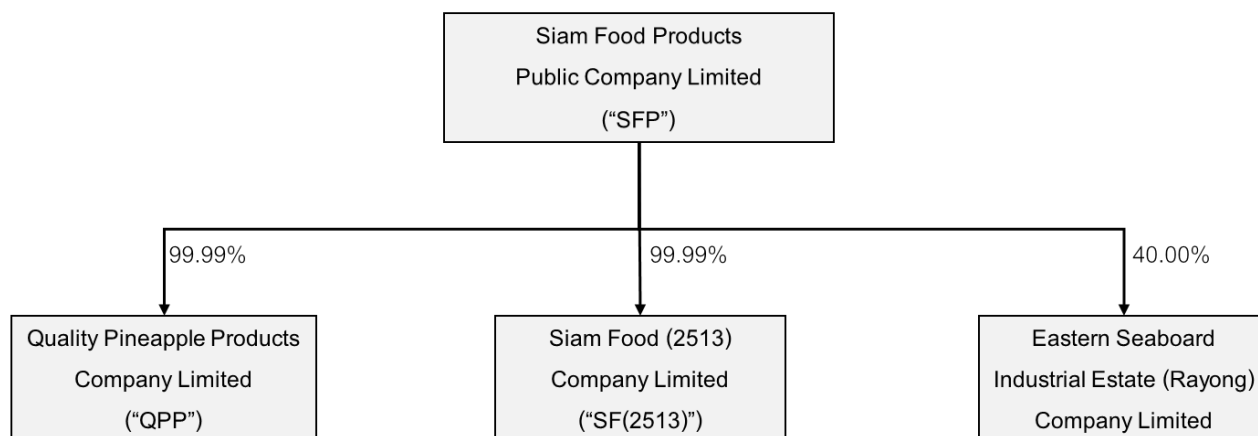 Siam Food Products
Public Company Limited
(“SFP”)
99.99%
99.99%
40.00%
Quality Pineapple Products
Company Limited
(“QPP”)
Siam Food (2513)
Company Limited
(“SF(2513)”)
Eastern Seaboard
Industrial Estate (Rayong)
Company Limited